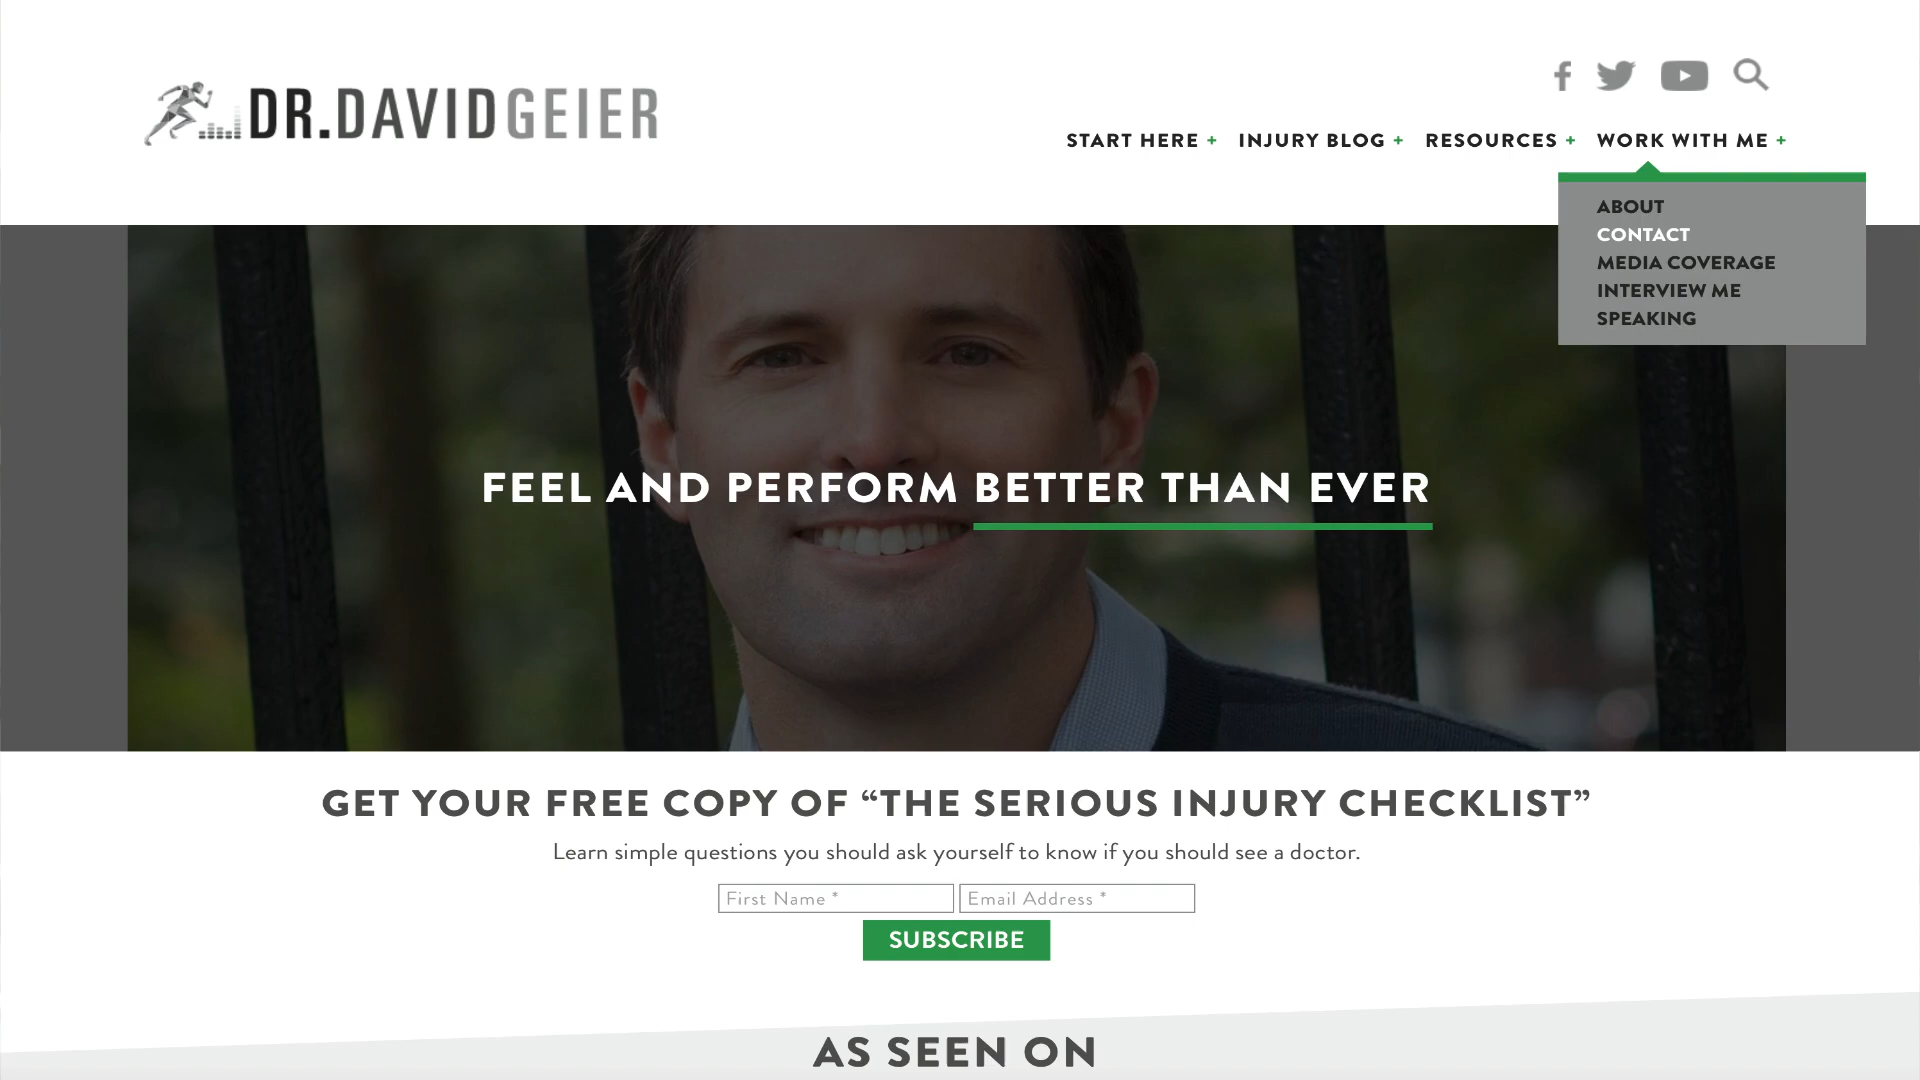 DR.DAVIDGEIER
START HERE + INJURY BLOG + RESOURCES + WORK WITH ME +
ABOUT
CONTACT
MEDIA COVERAGE
INTERVIEW ME
SPEAKING
FEEL AND PERFORM BETTER THAN EVER
GET YOUR FREE COPY OF “THE SERIOUS INJURY CHECKLIST”
Learn simple questions you should ask yourself to know if you should see a doctor.
First Name * Email Address *
SUBSCRIBE
AS SEEN ON